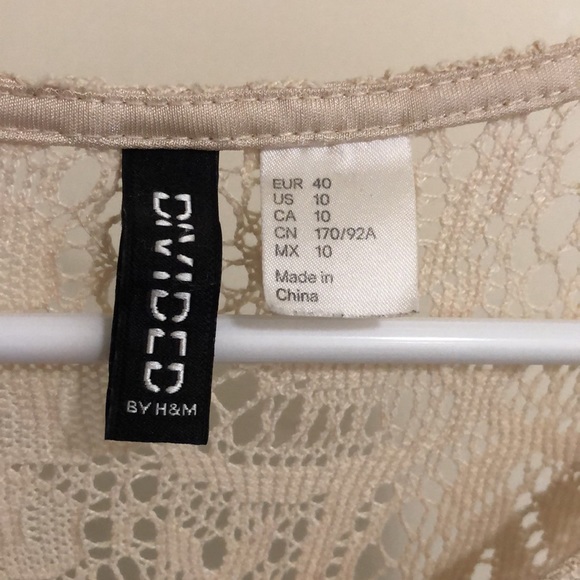 DIVIDED
BY H&M
EUR 40
US 10
CA 10
CN 170/92A
MX 10
Made in
China